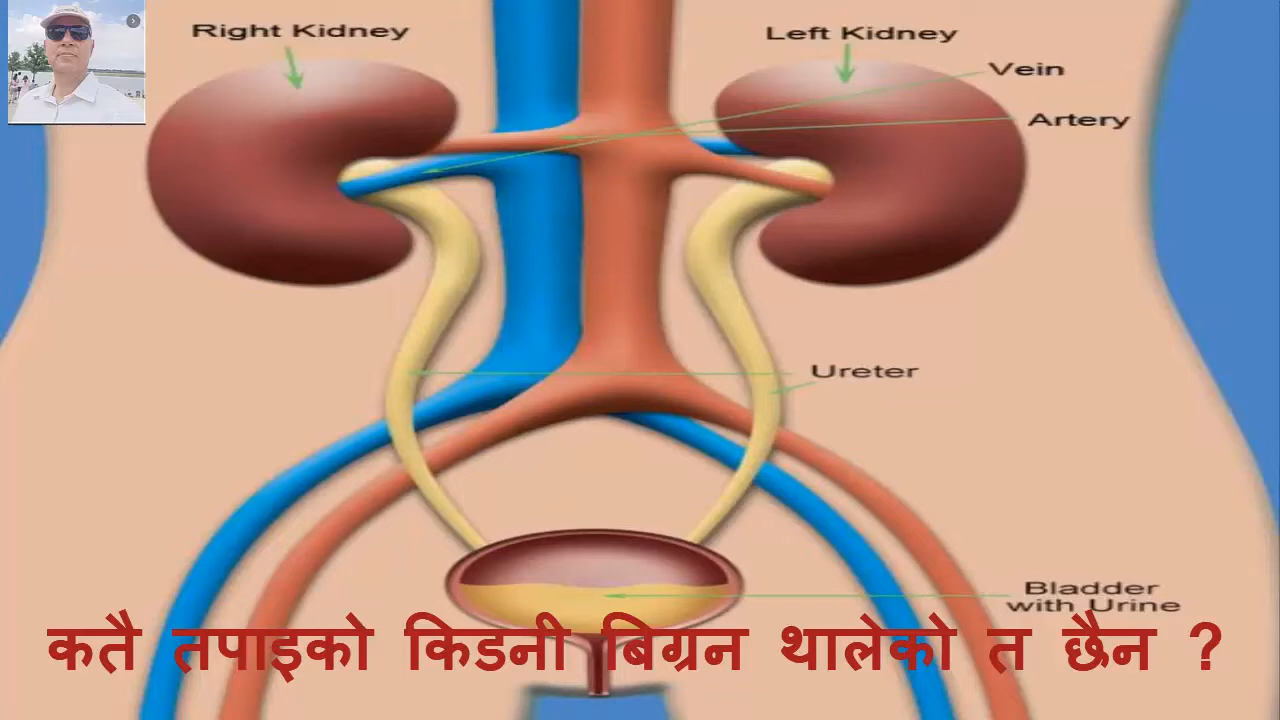 Right Kidney
Left Kidney
Vein
Artery
Ureter
Bladder
with Urine
कतै तपाइको किडनी बिग्रन थालेको त छैन ?